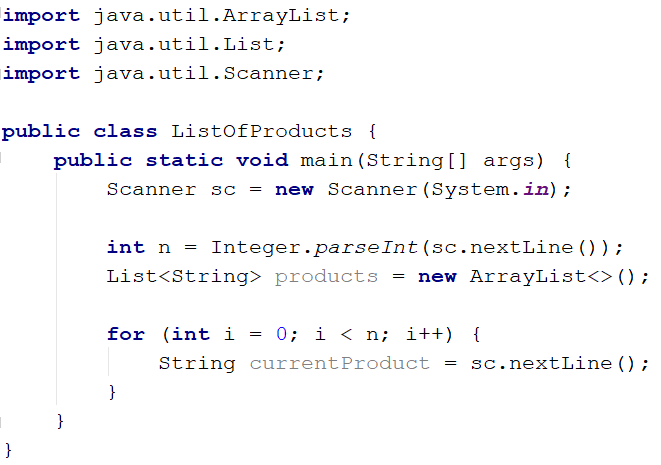 import java.util.ArrayList;
import java.util.List;
import java.util.Scanner;
public class ListOfProducts {
public static void main(String[] args) {
Scanner sc = new Scanner(System.in);
int n = Integer.parseInt(sc.nextLine());
List<String> products = new ArrayList<>();
for (int i = 0; i < n; i++) {
String currentProduct = sc.nextLine();
}
}
}